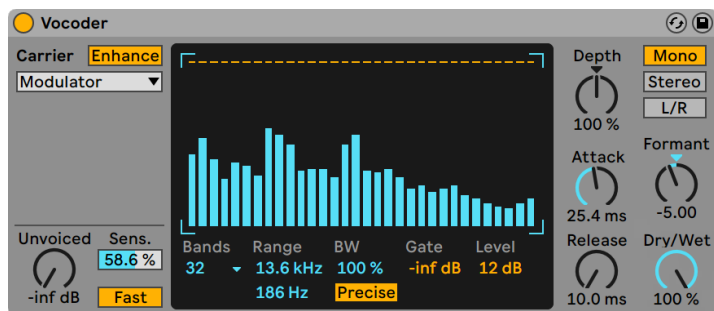 Vocoder
Carrier Enhance
Modulator
Unvoiced Sens.
58.6 %
-inf dB Fast
Bands Range BW Gate Level
32 13.6 kHz 100 % -inf dB 12 dB
186 Hz Precise
Depth Mono
Stereo
100 % L/R
Attack Formant
25.4 ms -5.00
Release Dry/Wet
10.0 ms 100 %